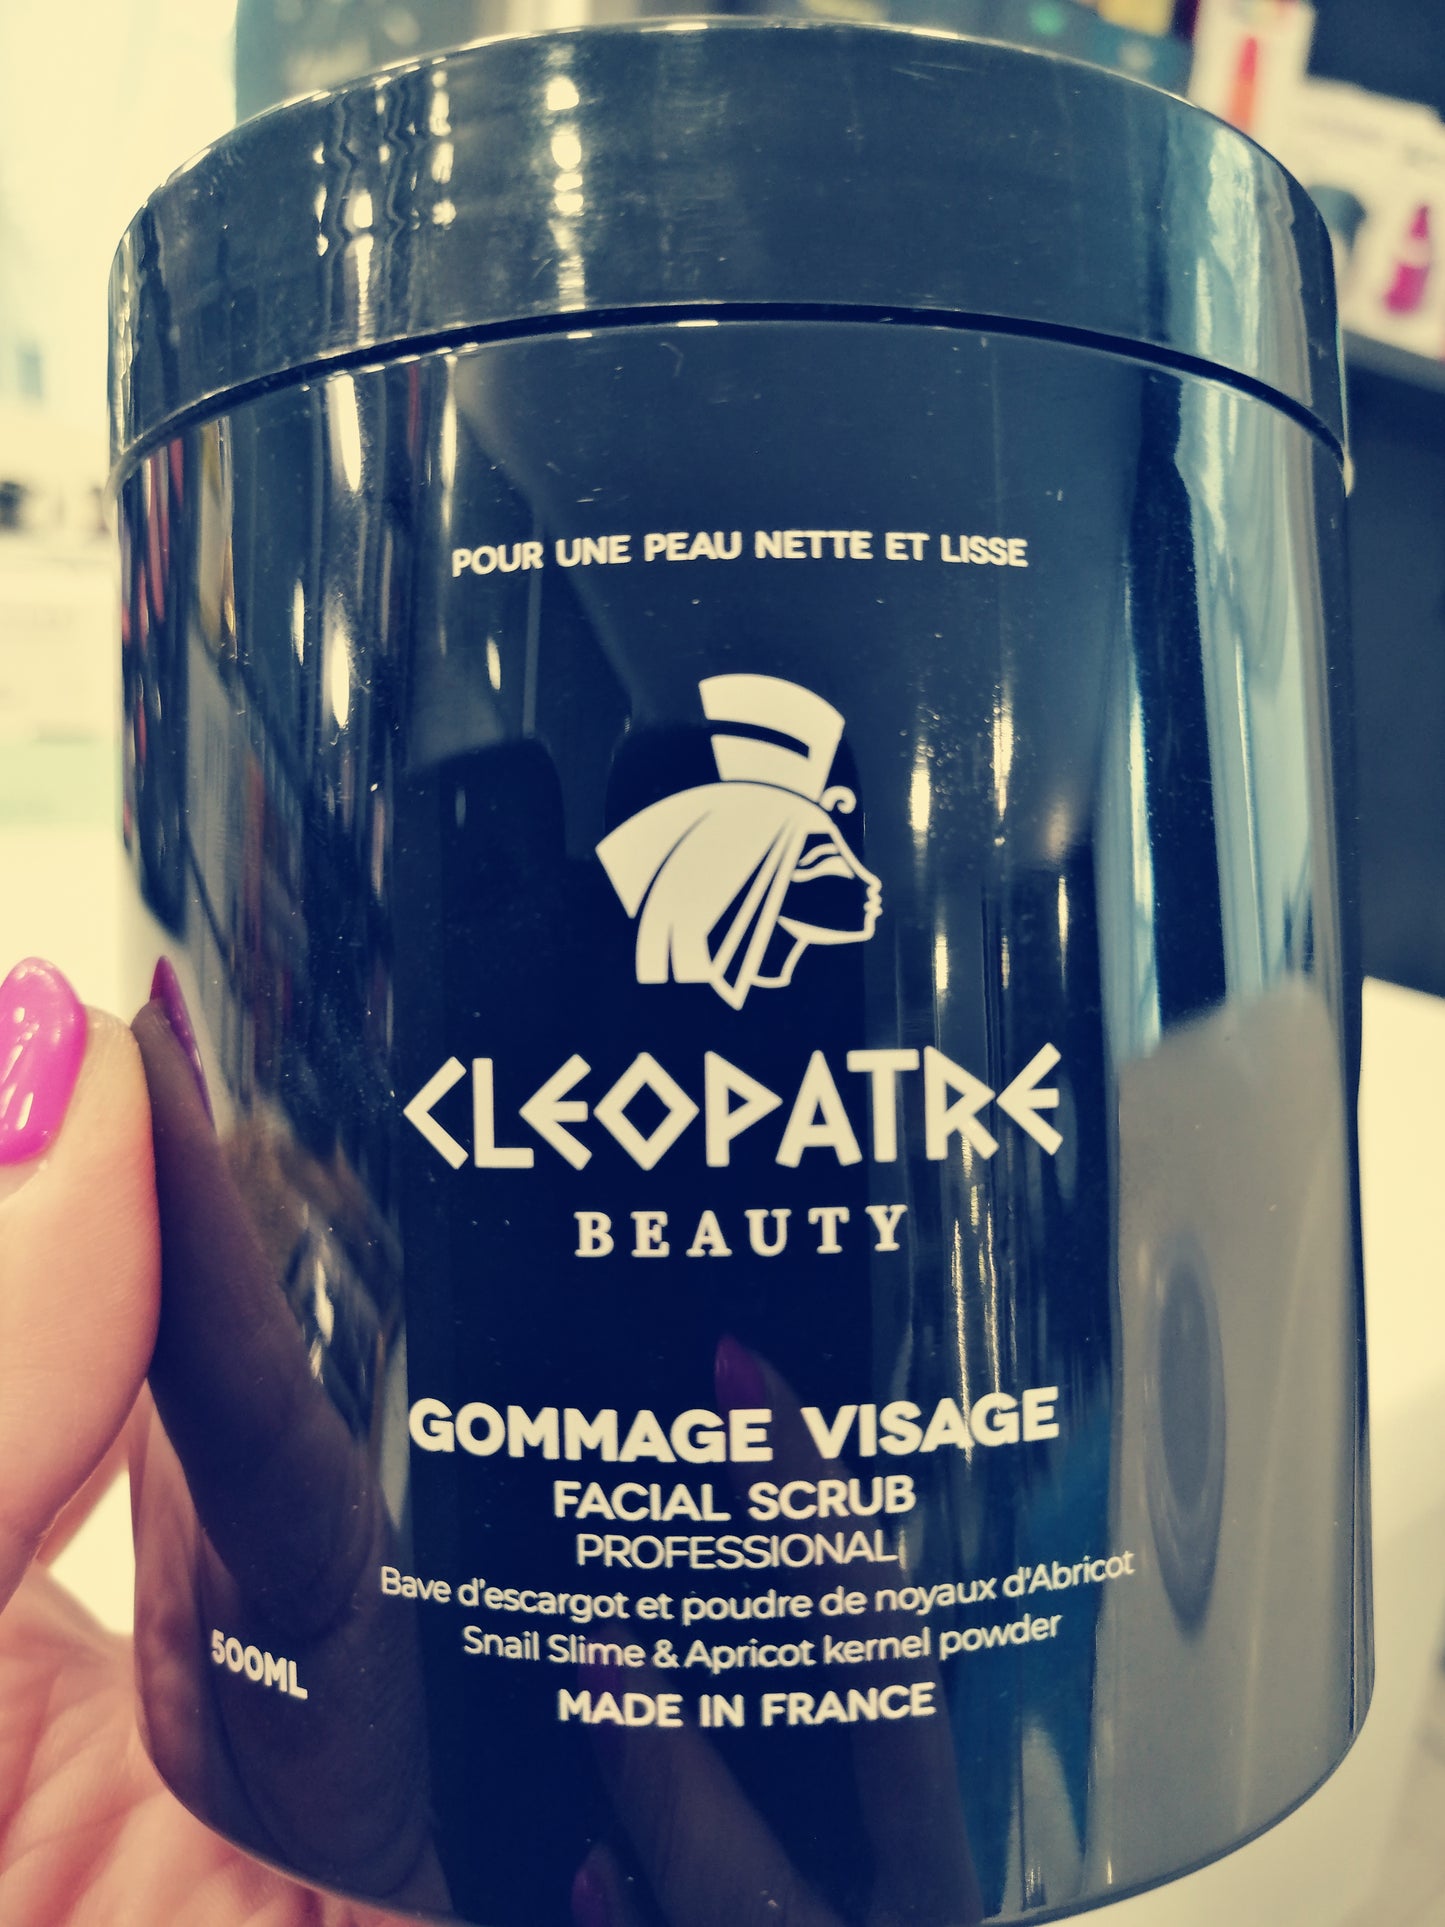 POUR UNE PEAU NETTE ET LISSE
CLEOPATRE
BEAUTY
GOMMAGE VISAGE
FACIAL SCRUB
PROFESSIONAL
Bave d'escargot et poudre de noyaux d'Abricot
Snail Slime & Apricot kernel powder
500ML
MADE IN FRANCE